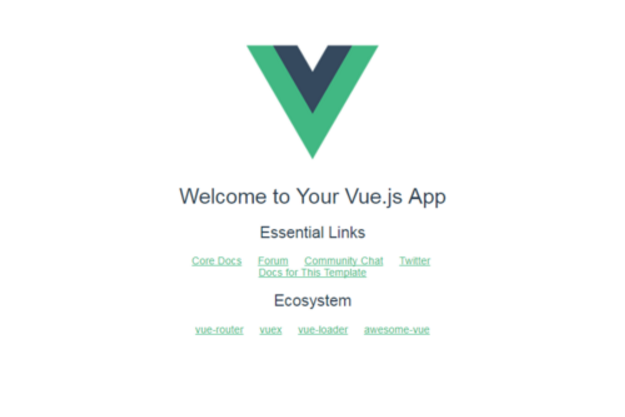 Welcome to Your Vue.js App
Essential Links
Core Docs Forum Community Chat Twitter
Docs for This Template
Ecosystem
vue-router vuex vue-loader awesome-vue